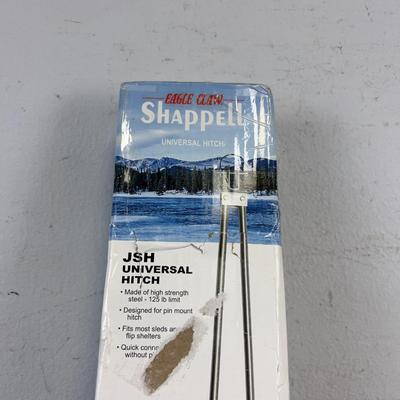 EAGLE CLAW
Shappell
UNIVERSAL HITCH
JSH
UNIVERSAL
HITCH
• Made of high strength
steel - 125 lb limit
• Designed for pin mount
hitch
• Fits most sleds
flip shelters
• Quick
without